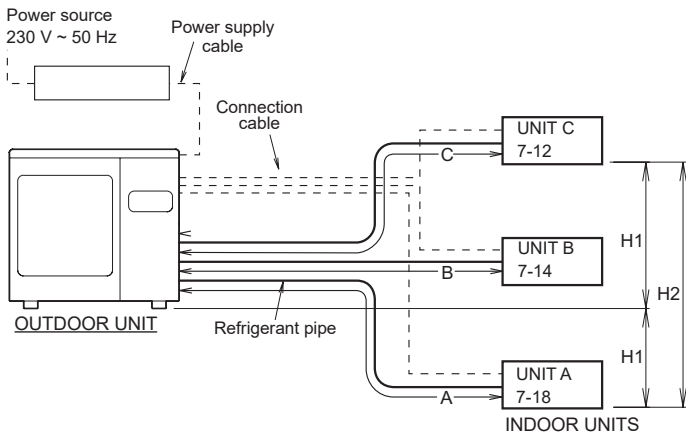 Power source
230 V ~ 50 Hz
Power supply
cable
Connection
cable
UNIT C
7-12
C
H1
UNIT B
7-14
B
H2
OUTDOOR UNIT
Refrigerant pipe
H1
UNIT A
7-18
A
INDOOR UNITS